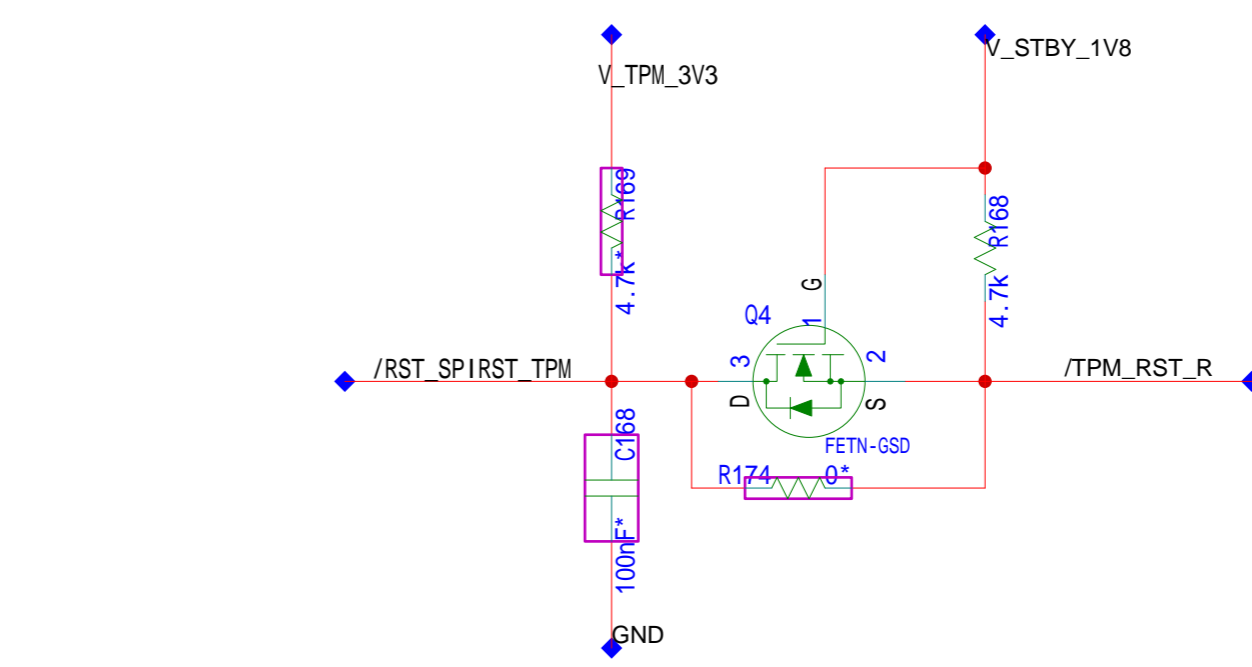 V_STBY_1V8
V_TPM_3V3
R169
4.7k*
R168
4.7k
G
1
Q4
3
2
/RST_SPIRST_TPM
/TPM_RST_R
D
S
C168
100nF*
FETN-GSD
R174
0*
GND